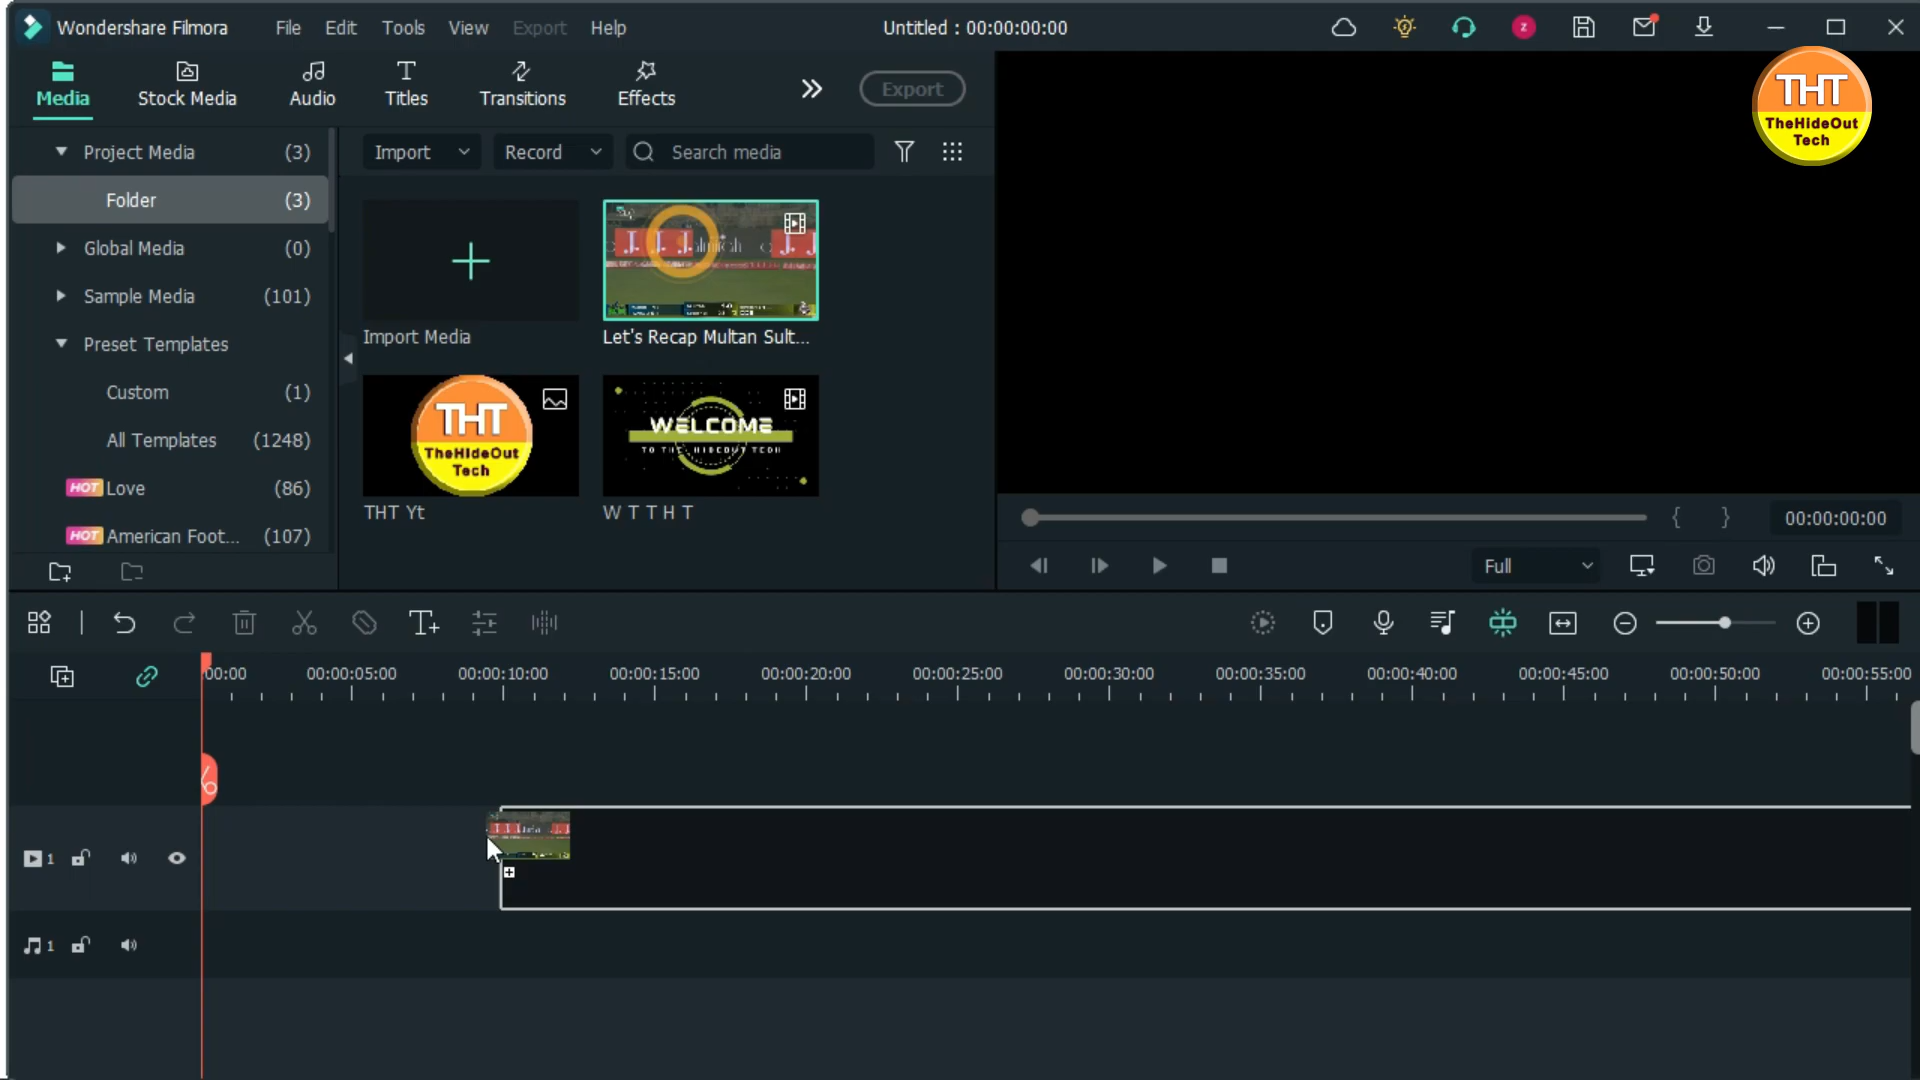 Wondershare Filmora File Edit Tools View Export Help Untitled : 00:00:00:00 z
Media Stock Media Audio Titles Transitions Effects Export
THT
TheHideOut
Tech
Project Media (3) Import Record Search media
Folder (3)
Global Media (0)
Sample Media (101)
Preset Templates
Custom (1)
All Templates (1248)
HOT Love (86)
HOT American Foot... (107)
J. J. J.
Import Media Let's Recap Multan Sult...
THT
TheHideOut
Tech
WELCOME
TO THE HIDEOUT TECH
THT Yt W T T H T
{ } 00:00:00:00
Full
00:00 00:00:05:00 00:00:10:00 00:00:15:00 00:00:20:00 00:00:25:00 00:00:30:00 00:00:35:00 00:00:40:00 00:00:45:00 00:00:50:00 00:00:55:00
1
1